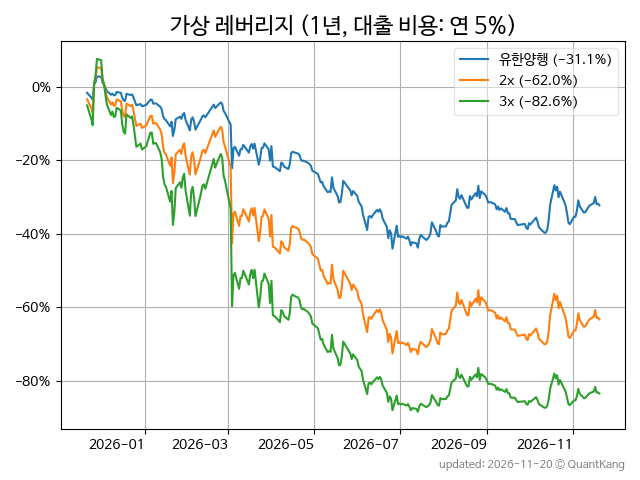 가상 레버리지 (1년, 대출 비용: 연 5%)
유한양행 (−31.1%)
2x (−62.0%)
3x (−82.6%)
0%
−20%
−40%
−60%
−80%
2026-01 2026-03 2026-05 2026-07 2026-09 2026-11
updated: 2026-11-20 © QuantKang